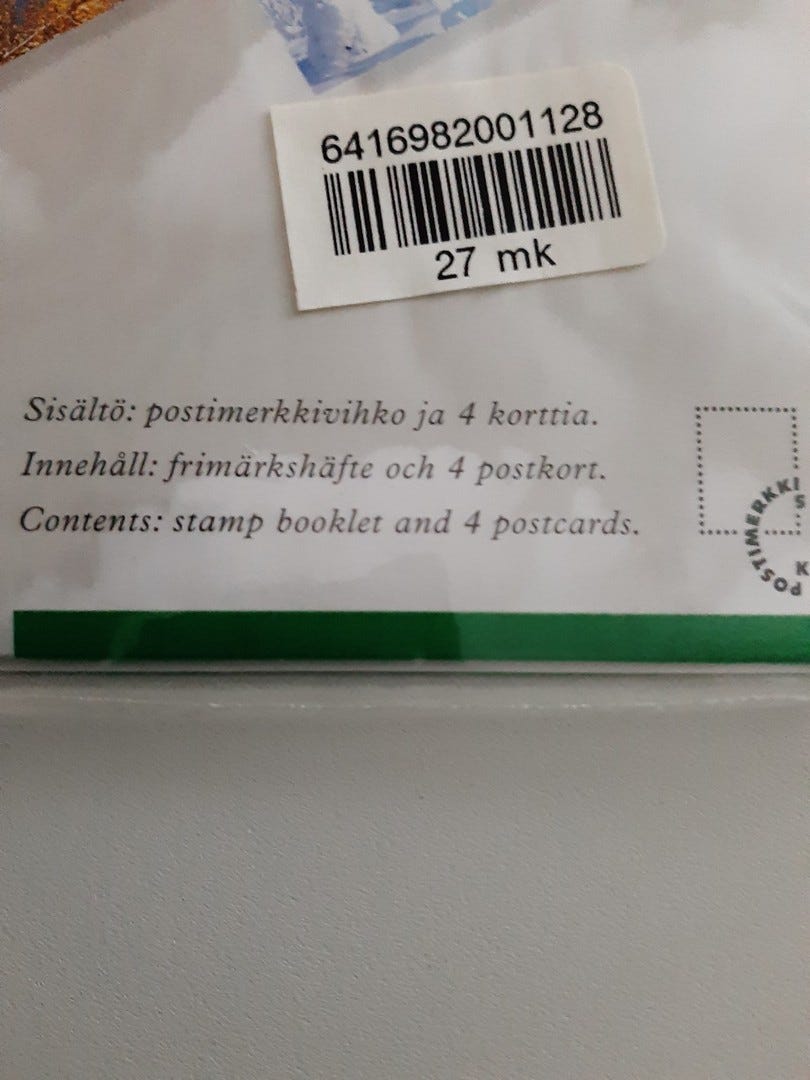 6416982001128
27 mk
Sisältö: postimerkkivihko ja 4 korttia.
Innehåll: frimärkshäfte och 4 postkort.
Contents: stamp booklet and 4 postcards.
POSTIMERKKI